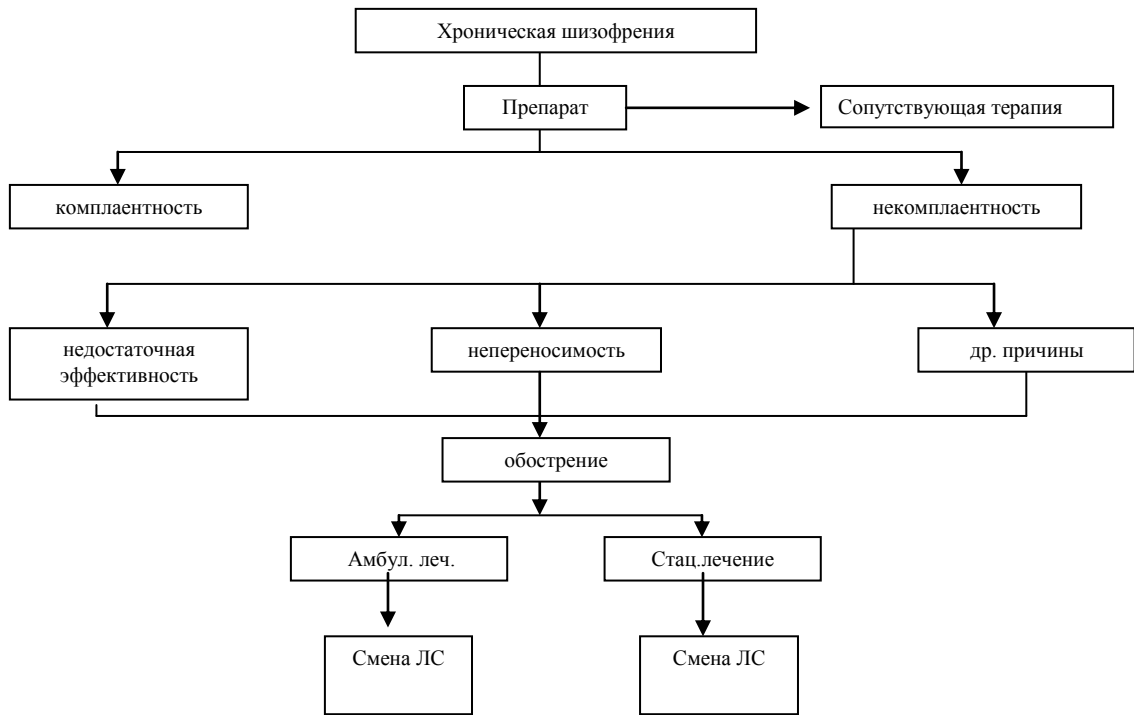 Хроническая шизофрения
Препарат
Сопутствующая терапия
комплаентность
некомплаентность
недостаточная
эффективность
непереносимость
др. причины
обострение
Амбул. леч.
Стац.лечение
Смена ЛС
Смена ЛС